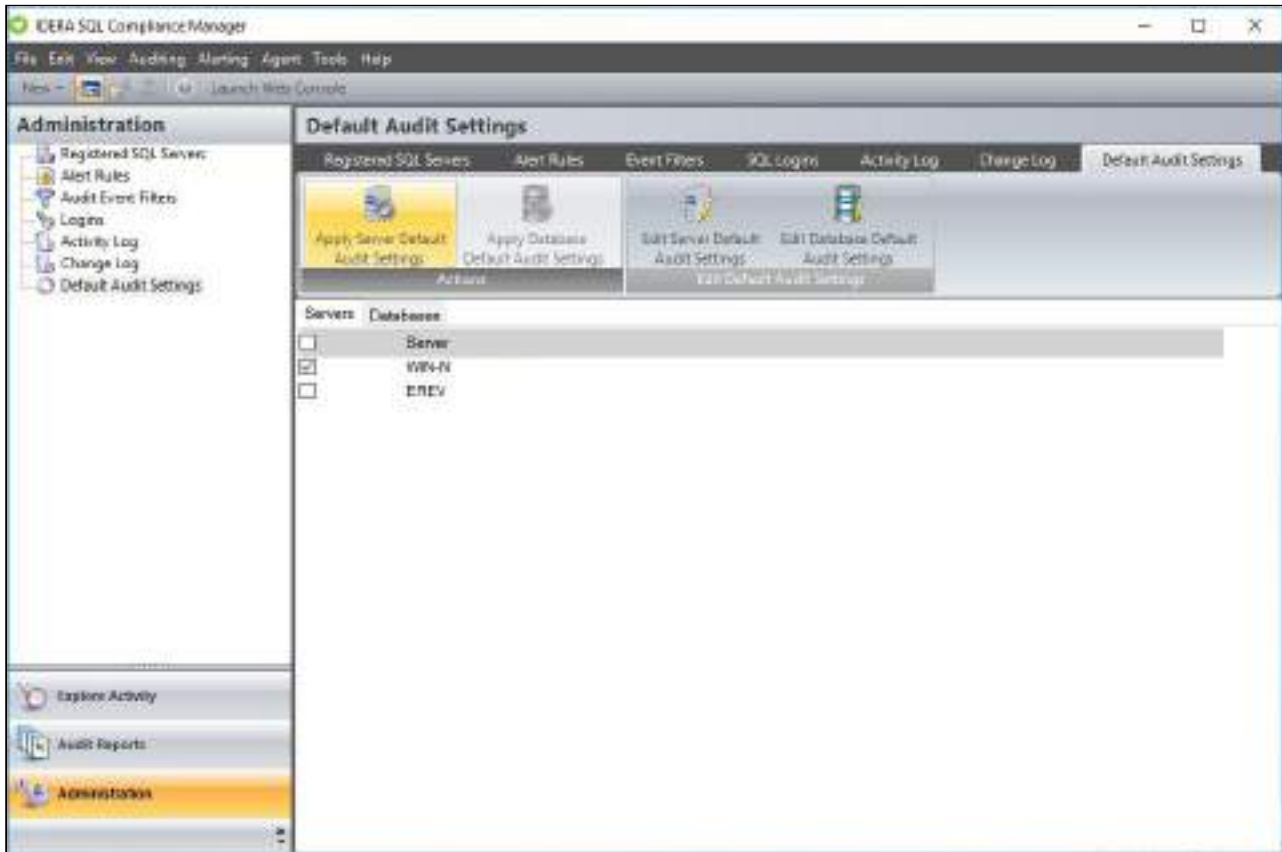 IDERA SQL Compliance Manager
File Edit View Auditing Alerting Agent Tools Help
New Launch Web Console
Administration
Registered SQL Servers
Alert Rules
Audit Event Filters
Logins
Activity Log
Change Log
Default Audit Settings
Explore Activity
Audit Reports
Administration
Default Audit Settings
Registered SQL Servers Alert Rules Event Filters SQL Logins Activity Log Change Log Default Audit Settings
Apply Server Default Audit Settings
Apply Database Default Audit Settings
Actions
Edit Server Default Audit Settings
Edit Database Default Audit Settings
Edit Default Audit Settings
Servers Databases
Server
WIN-N